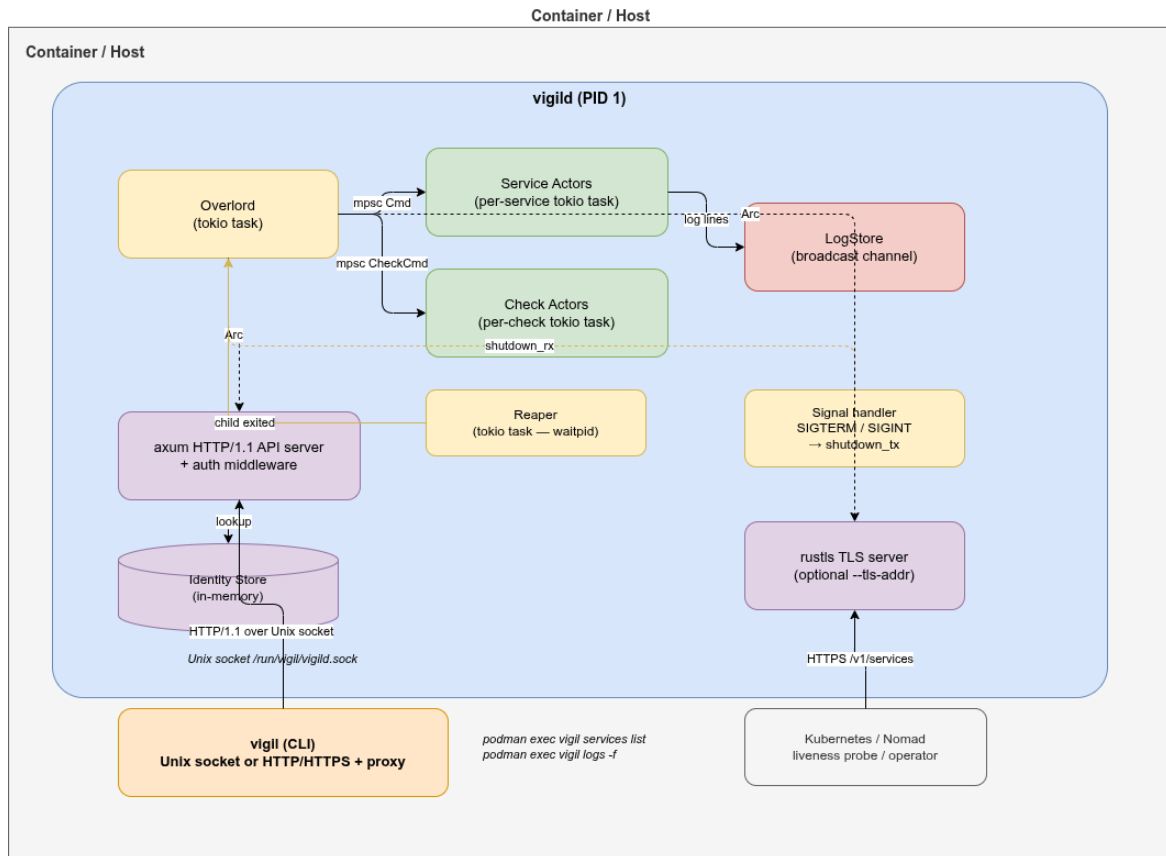 Container / Host
Container / Host
vigild (PID 1)
Overlord
(tokio task)
mpsc Cmd
Service Actors
(per-service tokio task)
log lines
Arc
LogStore
(broadcast channel)
mpsc CheckCmd
Check Actors
(per-check tokio task)
Arc
shutdown_rx
child exited
axum HTTP/1.1 API server
+ auth middleware
Reaper
(tokio task — waitpid)
Signal handler
SIGTERM / SIGINT
→ shutdown_tx
lookup
Identity Store
(in-memory)
HTTP/1.1 over Unix socket
Unix socket /run/vigil/vigild.sock
rustls TLS server
(optional --tls-addr)
HTTPS /v1/services
vigil (CLI)
Unix socket or HTTP/HTTPS + proxy
podman exec vigil services list
podman exec vigil logs -f
Kubernetes / Nomad
liveness probe / operator